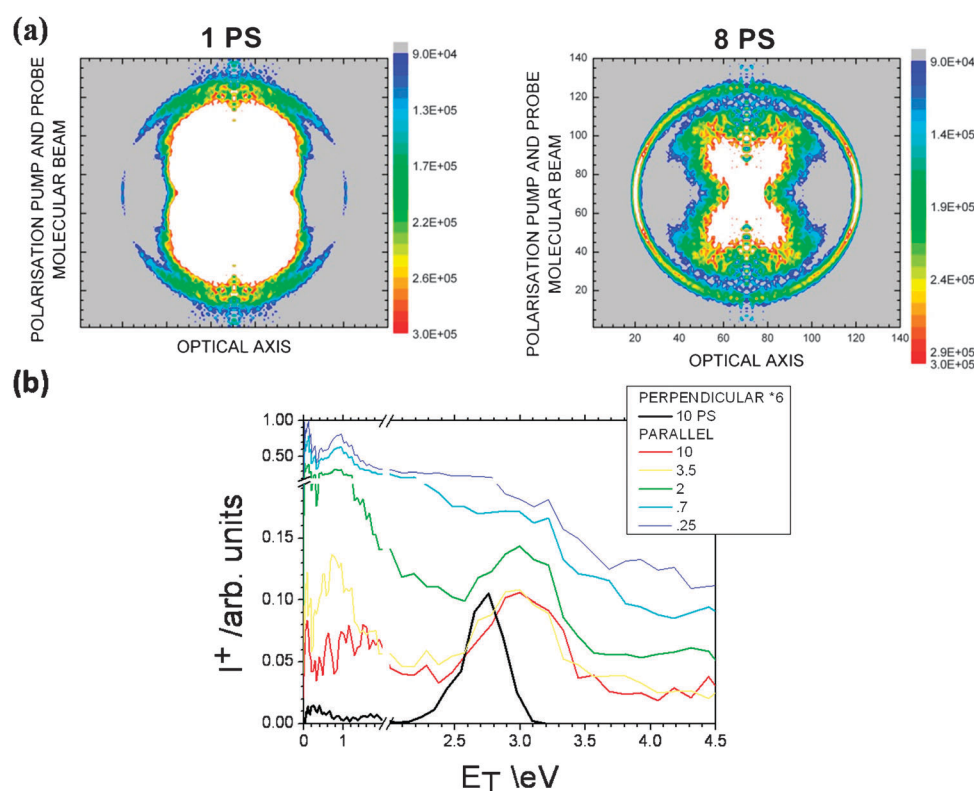 (a)
1 PS
8 PS
POLARISATION PUMP AND PROBE
MOLECULAR BEAM
OPTICAL AXIS
9.0E+04
1.3E+05
1.7E+05
2.2E+05
2.6E+05
3.0E+05
POLARISATION PUMP AND PROBE
MOLECULAR BEAM
140
120
100
80
60
40
20
20 40 60 80 100 120 140
OPTICAL AXIS
9.0E+04
1.4E+05
1.9E+05
2.4E+05
2.9E+05
3.0E+05
(b)
PERPENDICULAR *6
10 PS
PARALLEL
10
3.5
2
.7
.25
I+ /arb. units
1.00
0.50
0.15
0.10
0.05
0.00
0 1 2.5 3.0 3.5 4.0 4.5
ET \eV